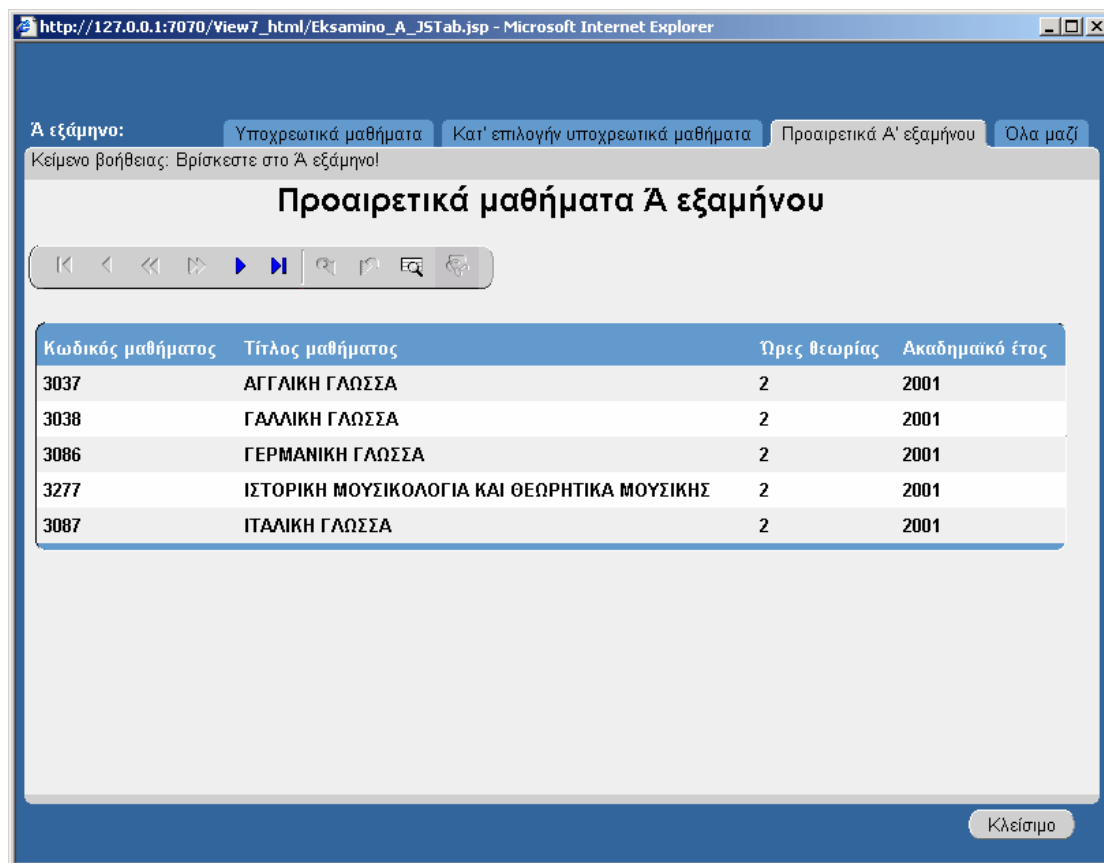 http://127.0.0.1:7070/View7_html/Eksamino_A_JSTab.jsp - Microsoft Internet Explorer
Ά εξάμηνο: Υποχρεωτικά μαθήματα Κατ' επιλογήν υποχρεωτικά μαθήματα Προαιρετικά Α' εξαμήνου Όλα μαζί
Κείμενο βοήθειας: Βρίσκεστε στο Ά εξάμηνο!
Προαιρετικά μαθήματα Ά εξαμήνου
Κωδικός μαθήματος Τίτλος μαθήματος Ώρες θεωρίας Ακαδημαϊκό έτος
3037 ΑΓΓΛΙΚΗ ΓΛΩΣΣΑ 2 2001
3038 ΓΑΛΛΙΚΗ ΓΛΩΣΣΑ 2 2001
3086 ΓΕΡΜΑΝΙΚΗ ΓΛΩΣΣΑ 2 2001
3277 ΙΣΤΟΡΙΚΗ ΜΟΥΣΙΚΟΛΟΓΙΑ ΚΑΙ ΘΕΩΡΗΤΙΚΑ ΜΟΥΣΙΚΗΣ 2 2001
3087 ΙΤΑΛΙΚΗ ΓΛΩΣΣΑ 2 2001
Κλείσιμο